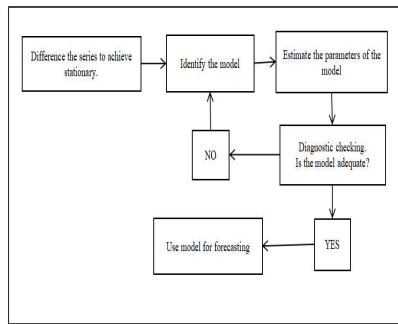 Difference the series to achieve
stationary.
Identify the model
Estimate the parameters of the
model
Diagnostic checking.
Is the model adequate?
NO
YES
Use model for forecasting